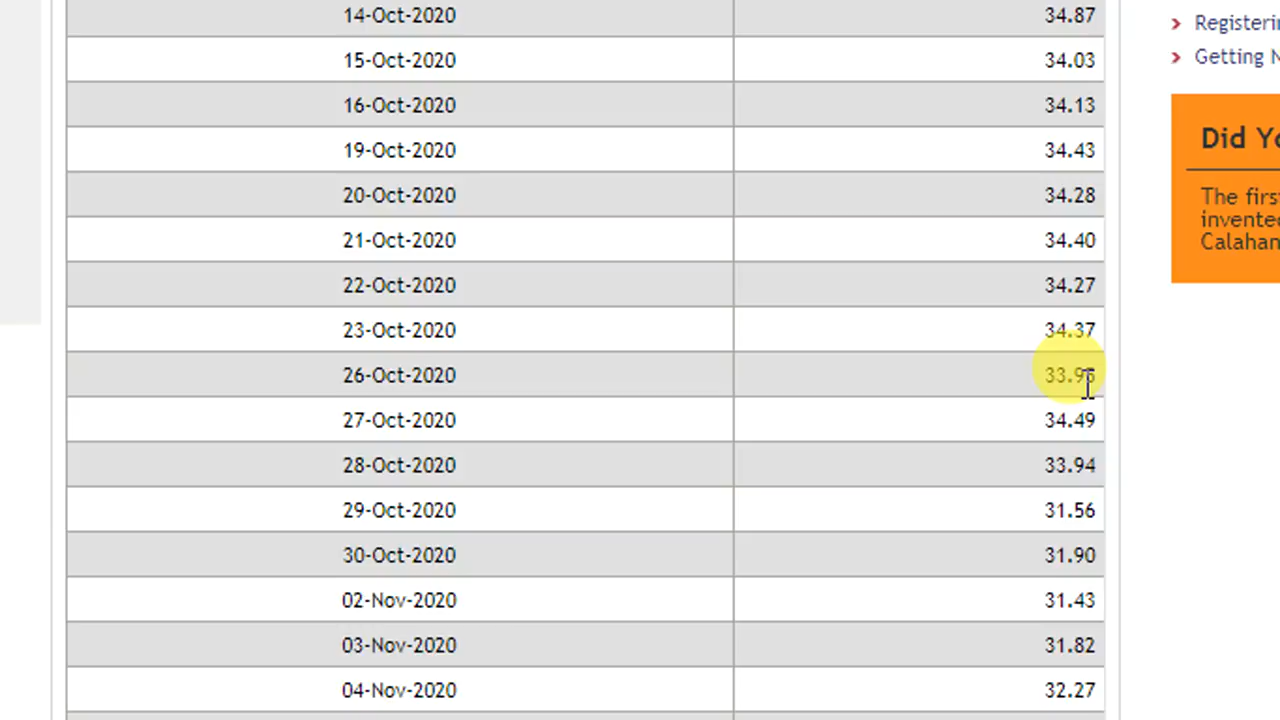 14-Oct-2020 34.87
15-Oct-2020 34.03
16-Oct-2020 34.13
19-Oct-2020 34.43
20-Oct-2020 34.28
21-Oct-2020 34.40
22-Oct-2020 34.27
23-Oct-2020 34.37
26-Oct-2020
27-Oct-2020 34.49
28-Oct-2020 33.94
29-Oct-2020 31.56
30-Oct-2020 31.90
02-Nov-2020 31.43
03-Nov-2020 31.82
04-Nov-2020 32.27
Registerin
Getting N
Did Yo
The firs
invented
Calahan